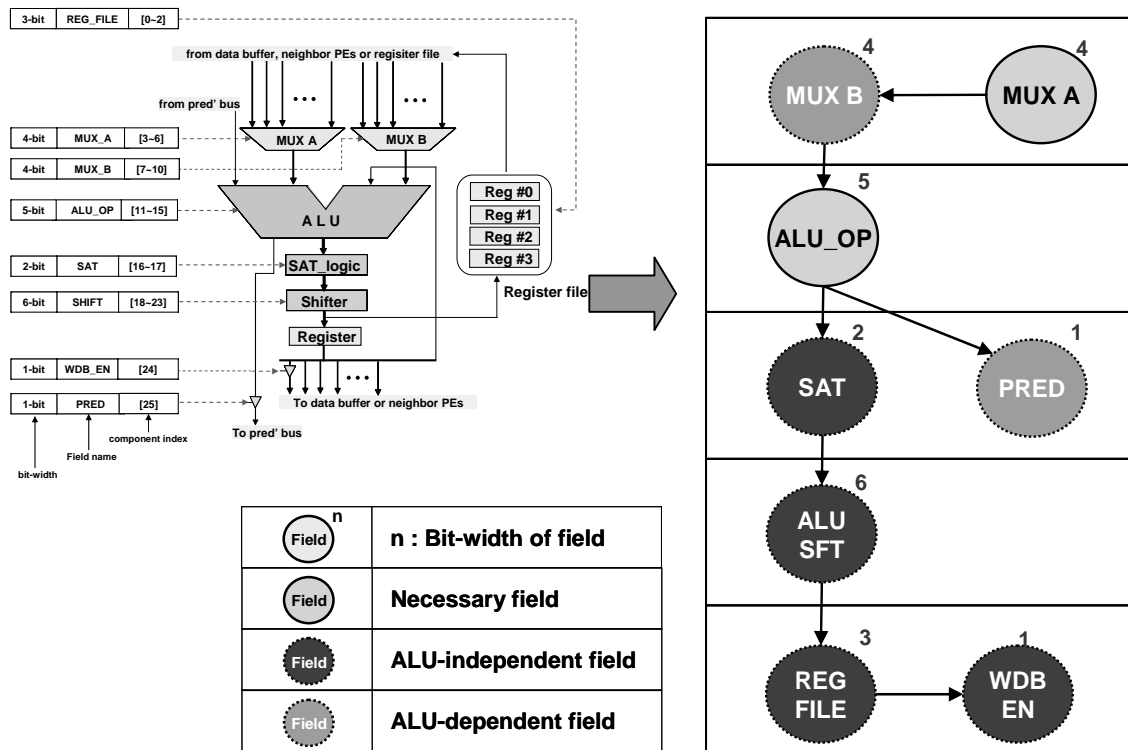 3-bit REG_FILE [0~2]
from data buffer, neighbor PEs or regisiter file
from pred' bus
• • •
• • •
4-bit MUX_A [3~6]
MUX A
MUX B
4-bit MUX_B [7~10]
5-bit ALU_OP [11~15]
A L U
Reg #0
Reg #1
Reg #2
Reg #3
Register file
2-bit SAT [16~17]
SAT_logic
6-bit SHIFT [18~23]
Shifter
Register
1-bit WDB_EN [24]
• • •
1-bit PRED [25]
To data buffer or neighbor PEs
To pred' bus
bit-width
Field name
component index
4
MUX B
4
MUX A
5
ALU_OP
2
SAT
1
PRED
6
ALU
SFT
3
REG
FILE
1
WDB
EN
Field n
n : Bit-width of field
Field
Necessary field
Field
ALU-independent field
Field
ALU-dependent field